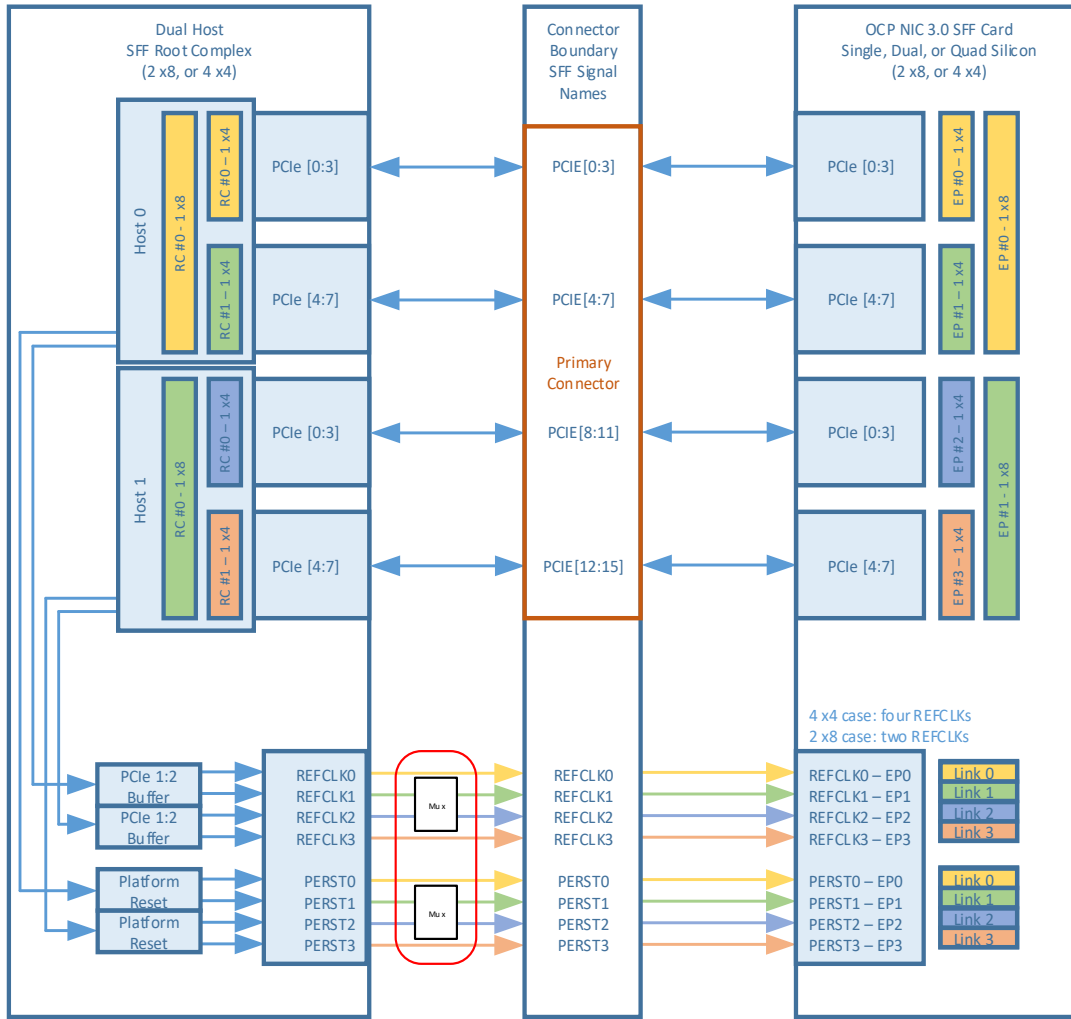 Dual Host
SFF Root Complex
(2 x8, or 4 x4)
Connector
Boundary
SFF Signal
Names
OCP NIC 3.0 SFF Card
Single, Dual, or Quad Silicon
(2 x8, or 4 x4)
Host 0
RC #0 - 1 x8
RC #0 – 1 x4
PCIe [0:3]
PCIE[0:3]
PCIe [0:3]
EP #0 – 1 x4
EP #0 - 1 x8
RC #1 – 1 x4
PCIe [4:7]
PCIE[4:7]
PCIe [4:7]
EP #1 – 1 x4
Primary
Connector
Host 1
RC #0 - 1 x8
RC #0 – 1 x4
PCIe [0:3]
PCIE[8:11]
PCIe [0:3]
EP #2 – 1 x4
EP #1 - 1 x8
RC #1 – 1 x4
PCIe [4:7]
PCIE[12:15]
PCIe [4:7]
EP #3 – 1 x4
4 x4 case: four REFCLKs
2 x8 case: two REFCLKs
PCIe 1:2
Buffer
PCIe 1:2
Buffer
REFCLK0
REFCLK1
REFCLK2
REFCLK3
Mux
REFCLK0
REFCLK1
REFCLK2
REFCLK3
REFCLK0 – EP0
REFCLK1 – EP1
REFCLK2 – EP2
REFCLK3 – EP3
Link 0
Link 1
Link 2
Link 3
Platform
Reset
Platform
Reset
PERST0
PERST1
PERST2
PERST3
Mux
PERST0
PERST1
PERST2
PERST3
PERST0 – EP0
PERST1 – EP1
PERST2 – EP2
PERST3 – EP3
Link 0
Link 1
Link 2
Link 3